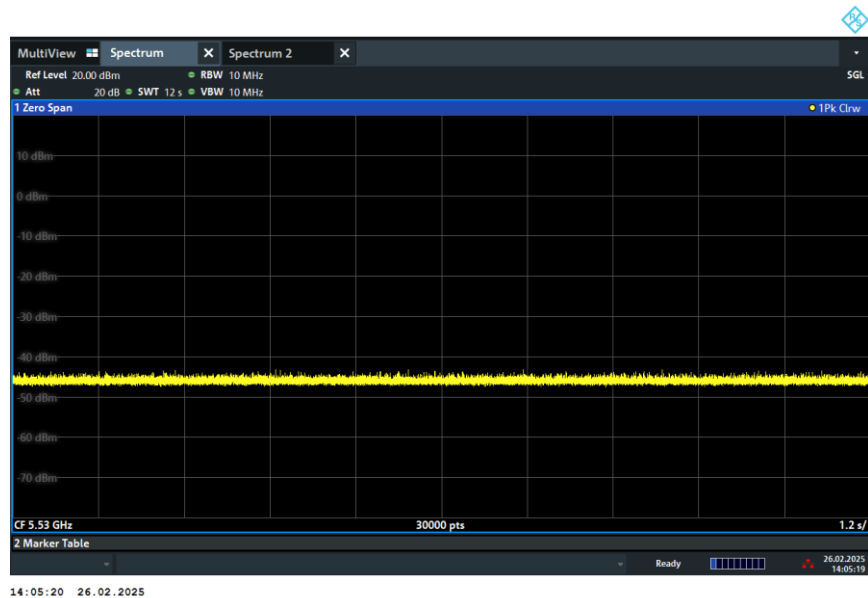 R&S
MultiView Spectrum X Spectrum 2 X
Ref Level 20.00 dBm RBW 10 MHz SGL
Att 20 dB SWT 12 s VBW 10 MHz
1 Zero Span 1Pk Clrw
10 dBm
0 dBm
-10 dBm
-20 dBm
-30 dBm
-40 dBm
-50 dBm
-60 dBm
-70 dBm
CF 5.53 GHz 30000 pts 1.2 s/
2 Marker Table
Ready 26.02.2025
14:05:19
14:05:20 26.02.2025